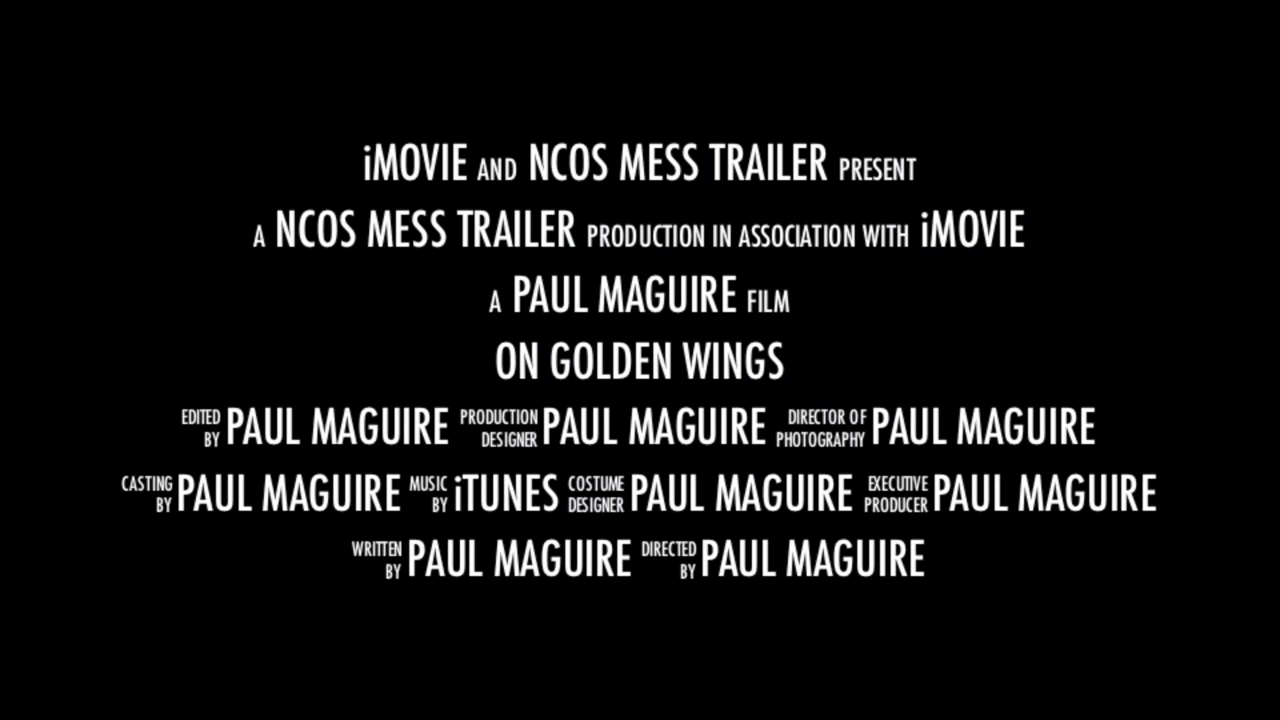 iMOVIE AND NCOS MESS TRAILER PRESENT
A NCOS MESS TRAILER PRODUCTION IN ASSOCIATION WITH iMOVIE
A PAUL MAGUIRE FILM
ON GOLDEN WINGS
EDITED BY PAUL MAGUIRE PRODUCTION DESIGNER PAUL MAGUIRE DIRECTOR OF PHOTOGRAPHY PAUL MAGUIRE
CASTING BY PAUL MAGUIRE MUSIC BY iTUNES COSTUME DESIGNER PAUL MAGUIRE EXECUTIVE PRODUCER PAUL MAGUIRE
WRITTEN BY PAUL MAGUIRE DIRECTED BY PAUL MAGUIRE